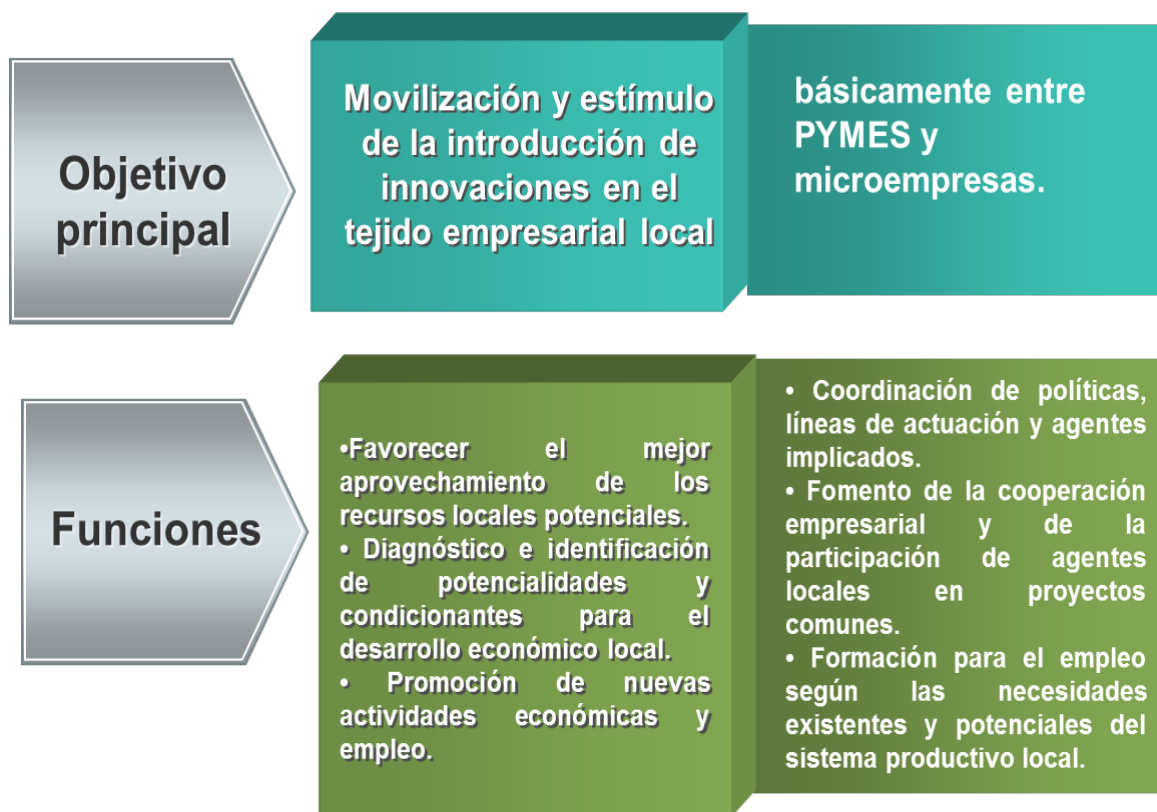 Objetivo
principal
Movilización y estímulo
de la introducción de
innovaciones en el
tejido empresarial local
básicamente entre
PYMES y
microempresas.
Funciones
•Favorecer el mejor
aprovechamiento de los
recursos locales potenciales.
• Diagnóstico e identificación
de potencialidades y
condicionantes para el
desarrollo económico local.
• Promoción de nuevas
actividades económicas y
empleo.
• Coordinación de políticas,
líneas de actuación y agentes
implicados.
• Fomento de la cooperación
empresarial y de la
participación de agentes
locales en proyectos
comunes.
• Formación para el empleo
según las necesidades
existentes y potenciales del
sistema productivo local.